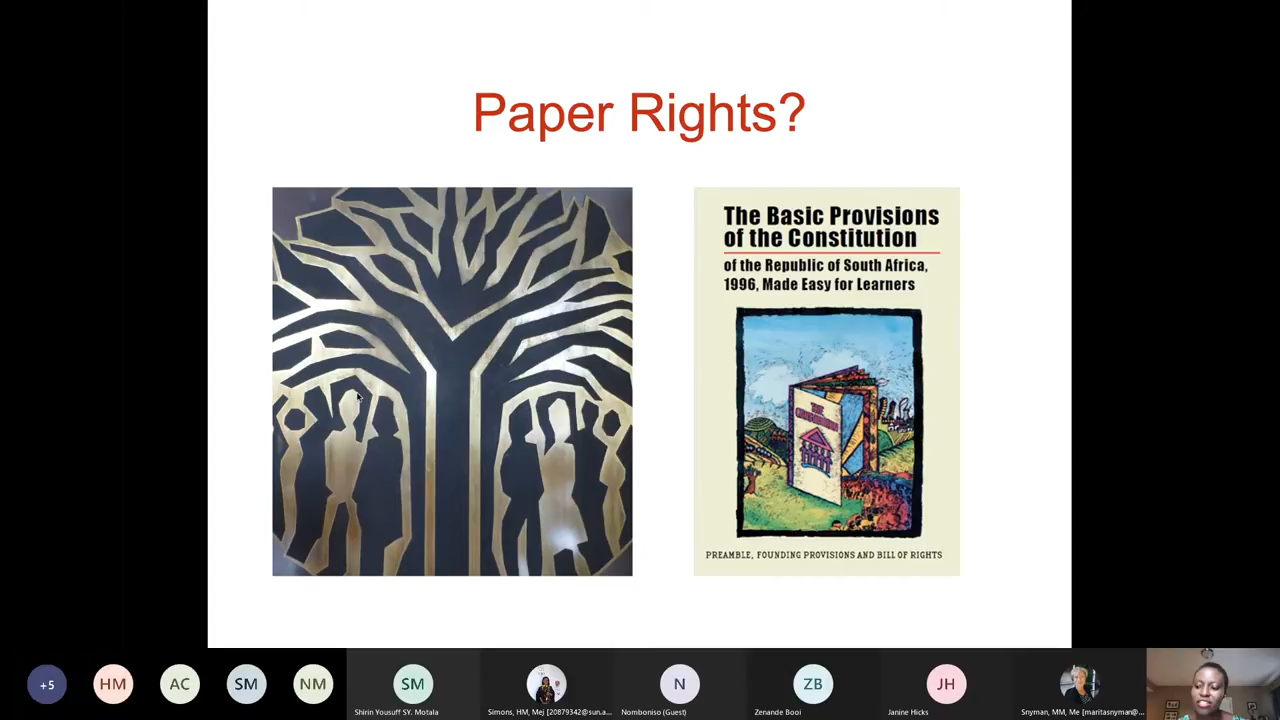 Paper Rights?
The Basic Provisions
of the Constitution
of the Republic of South Africa,
1996, Made Easy for Learners
THE
CONSTITUTION
PREAMBLE, FOUNDING PROVISIONS AND BILL OF RIGHTS
+5
HM
AC
SM
NM
SM
Shirin Yousuff SY. Motala
Simons, HM, Mej [20879342@sun.a...
N
Nomboniso (Guest)
ZB
Zenande Booi
JH
Janine Hicks
Snyman, MM, Me [maritasnyman@...